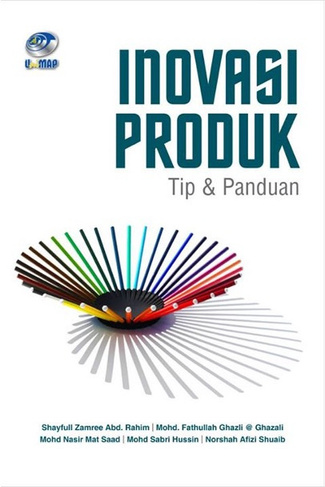 UniMAP
INOVASI
PRODUK
Tip & Panduan
Shayfull Zamree Abd. Rahim | Mohd. Fathullah Ghazli @ Ghazali
Mohd Nasir Mat Saad | Mohd Sabri Hussin | Norshah Afizi Shuaib